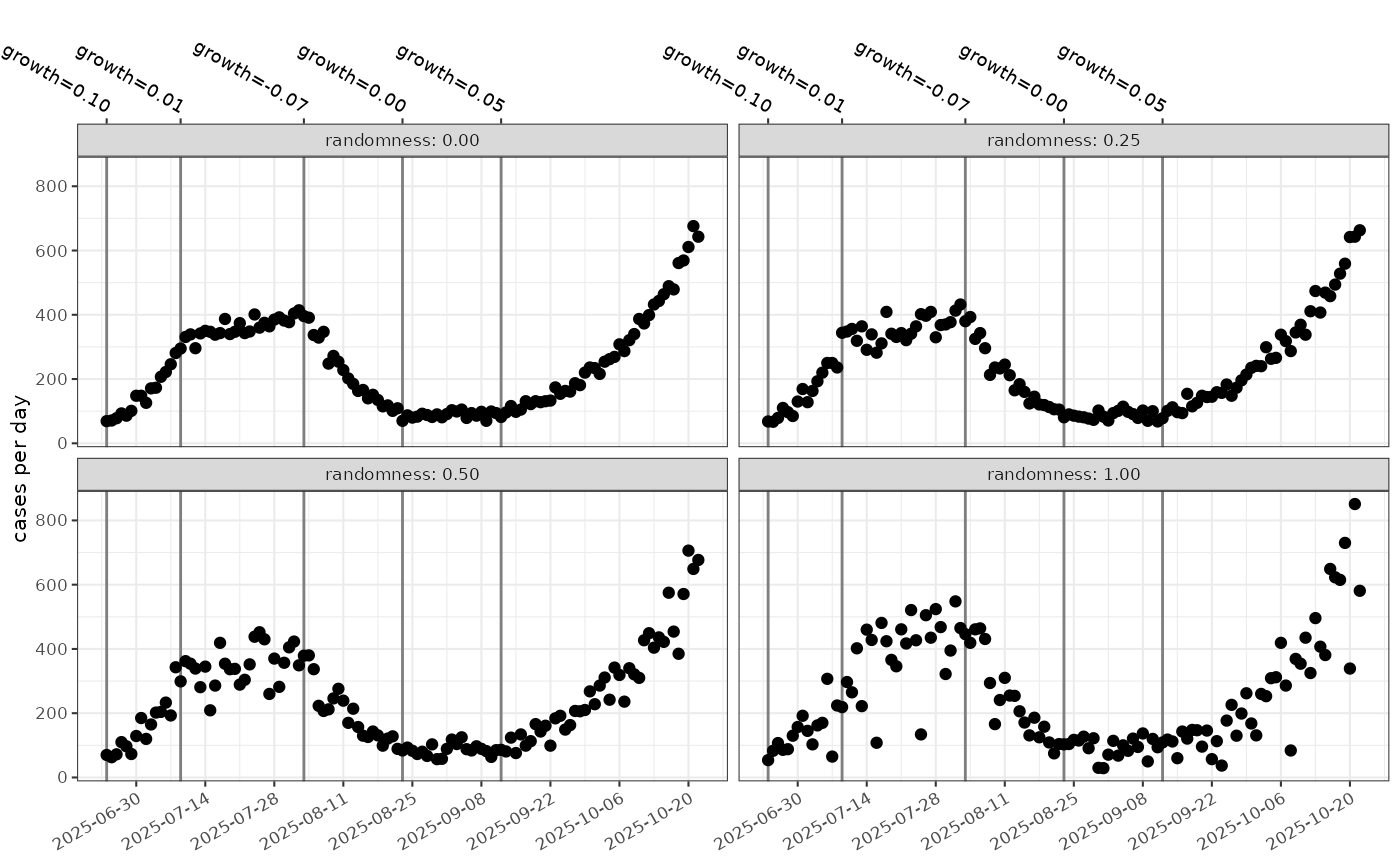 growth=0.10
growth=0.01
growth=-0.07
growth=0.00
growth=0.05
growth=0.10
growth=0.01
growth=-0.07
growth=0.00
growth=0.05
randomness: 0.00
randomness: 0.25
800
600
400
200
0
cases per day
randomness: 0.50
randomness: 1.00
800
600
400
200
0
2025-06-30
2025-07-14
2025-07-28
2025-08-11
2025-08-25
2025-09-08
2025-09-22
2025-10-06
2025-10-20
2025-06-30
2025-07-14
2025-07-28
2025-08-11
2025-08-25
2025-09-08
2025-09-22
2025-10-06
2025-10-20